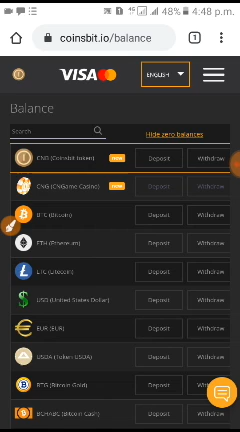 4G 48% 4:48 p.m.
coinsbit.io/balance 1
VISA ENGLISH
Balance
Search Hide zero balances
CNB (Coinsbit token) new Deposit Withdraw
CNG (CNGame Casino) new Deposit Withdraw
BTC (Bitcoin) Deposit Withdraw
ETH (Ethereum) Deposit Withdraw
LTC (Litecoin) Deposit Withdraw
USD (United States Dollar) Deposit Withdraw
EUR (EUR) Deposit Withdraw
USDA (Token USDA) Deposit Withdraw
BTG (Bitcoin Gold) Deposit Withdraw
BCHABC (Bitcoin Cash) Deposit Withdraw